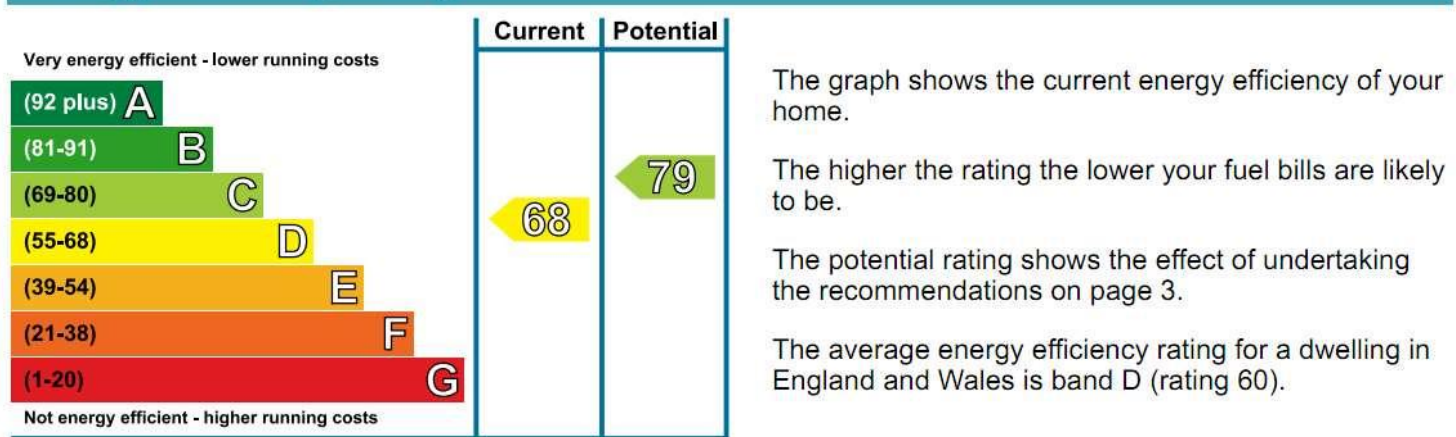 Current Potential
Very energy efficient - lower running costs
(92 plus) A
(81-91) B
(69-80) C
(55-68) D
(39-54) E
(21-38) F
(1-20) G
Not energy efficient - higher running costs
68
79
The graph shows the current energy efficiency of your
home.
The higher the rating the lower your fuel bills are likely
to be.
The potential rating shows the effect of undertaking
the recommendations on page 3.
The average energy efficiency rating for a dwelling in
England and Wales is band D (rating 60).